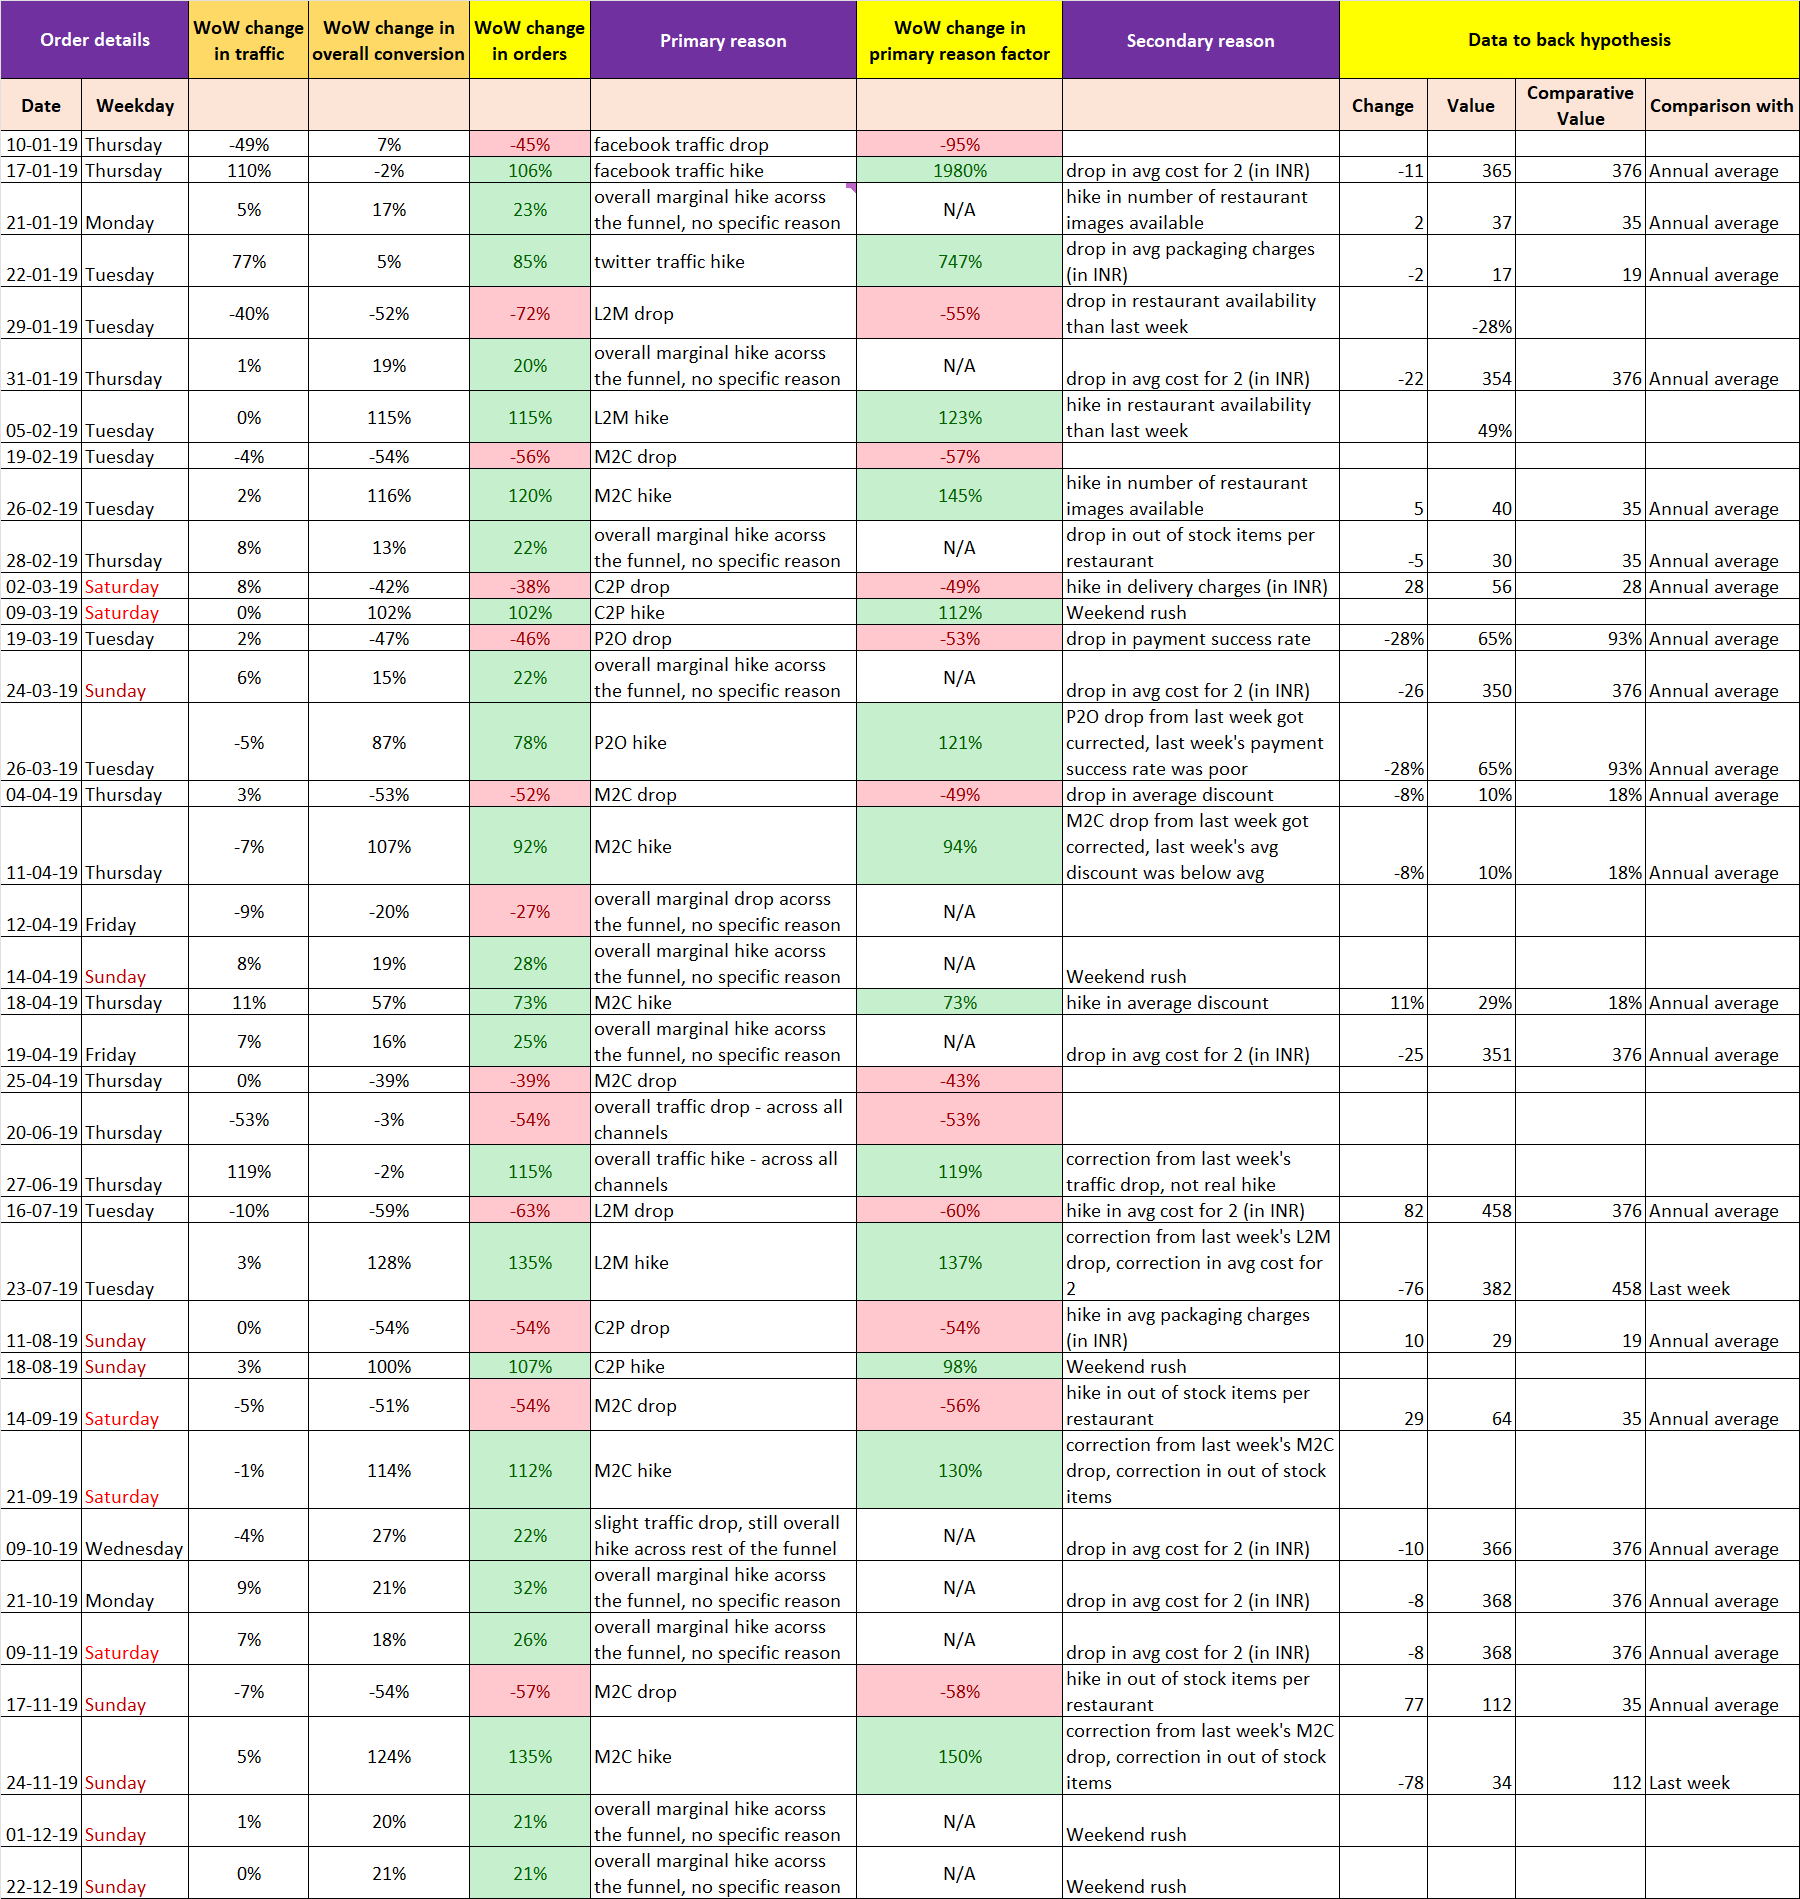 Order details WoW change in traffic WoW change in overall conversion WoW change in orders Primary reason WoW change in primary reason factor Secondary reason Data to back hypothesis
Date Weekday Change Value Comparative Value Comparison with
10-01-19 Thursday -49% 7% -45% facebook traffic drop -95%
17-01-19 Thursday 110% -2% 106% facebook traffic hike 1980% drop in avg cost for 2 (in INR) -11 365 376 Annual average
21-01-19 Monday 5% 17% 23% overall marginal hike acorss the funnel, no specific reason N/A hike in number of restaurant images available 2 37 35 Annual average
22-01-19 Tuesday 77% 5% 85% twitter traffic hike 747% drop in avg packaging charges (in INR) -2 17 19 Annual average
29-01-19 Tuesday -40% -52% -72% L2M drop -55% drop in restaurant availability than last week -28%
31-01-19 Thursday 1% 19% 20% overall marginal hike acorss the funnel, no specific reason N/A drop in avg cost for 2 (in INR) -22 354 376 Annual average
05-02-19 Tuesday 0% 115% 115% L2M hike 123% hike in restaurant availability than last week 49%
19-02-19 Tuesday -4% -54% -56% M2C drop -57%
26-02-19 Tuesday 2% 116% 120% M2C hike 145% hike in number of restaurant images available 5 40 35 Annual average
28-02-19 Thursday 8% 13% 22% overall marginal hike acorss the funnel, no specific reason N/A drop in out of stock items per restaurant -5 30 35 Annual average
02-03-19 Saturday 8% -42% -38% C2P drop -49% hike in delivery charges (in INR) 28 56 28 Annual average
09-03-19 Saturday 0% 102% 102% C2P hike 112% Weekend rush
19-03-19 Tuesday 2% -47% -46% P2O drop -53% drop in payment success rate -28% 65% 93% Annual average
24-03-19 Sunday 6% 15% 22% overall marginal hike acorss the funnel, no specific reason N/A drop in avg cost for 2 (in INR) -26 350 376 Annual average
26-03-19 Tuesday -5% 87% 78% P2O hike 121% P2O drop from last week got currected, last week's payment success rate was poor -28% 65% 93% Annual average
04-04-19 Thursday 3% -53% -52% M2C drop -49% drop in average discount -8% 10% 18% Annual average
11-04-19 Thursday -7% 107% 92% M2C hike 94% M2C drop from last week got corrected, last week's avg discount was below avg -8% 10% 18% Annual average
12-04-19 Friday -9% -20% -27% overall marginal drop acorss the funnel, no specific reason N/A
14-04-19 Sunday 8% 19% 28% overall marginal hike acorss the funnel, no specific reason N/A Weekend rush
18-04-19 Thursday 11% 57% 73% M2C hike 73% hike in average discount 11% 29% 18% Annual average
19-04-19 Friday 7% 16% 25% overall marginal hike acorss the funnel, no specific reason N/A drop in avg cost for 2 (in INR) -25 351 376 Annual average
25-04-19 Thursday 0% -39% -39% M2C drop -43%
20-06-19 Thursday -53% -3% -54% overall traffic drop - across all channels -53%
27-06-19 Thursday 119% -2% 115% overall traffic hike - across all channels 119% correction from last week's traffic drop, not real hike
16-07-19 Tuesday -10% -59% -63% L2M drop -60% hike in avg cost for 2 (in INR) 82 458 376 Annual average
23-07-19 Tuesday 3% 128% 135% L2M hike 137% correction from last week's L2M drop, correction in avg cost for 2 -76 382 458 Last week
11-08-19 Sunday 0% -54% -54% C2P drop -54% hike in avg packaging charges (in INR) 10 29 19 Annual average
18-08-19 Sunday 3% 100% 107% C2P hike 98% Weekend rush
14-09-19 Saturday -5% -51% -54% M2C drop -56% hike in out of stock items per restaurant 29 64 35 Annual average
21-09-19 Saturday -1% 114% 112% M2C hike 130% correction from last week's M2C drop, correction in out of stock items
09-10-19 Wednesday -4% 27% 22% slight traffic drop, still overall hike across rest of the funnel N/A drop in avg cost for 2 (in INR) -10 366 376 Annual average
21-10-19 Monday 9% 21% 32% overall marginal hike acorss the funnel, no specific reason N/A drop in avg cost for 2 (in INR) -8 368 376 Annual average
09-11-19 Saturday 7% 18% 26% overall marginal hike acorss the funnel, no specific reason N/A drop in avg cost for 2 (in INR) -8 368 376 Annual average
17-11-19 Sunday -7% -54% -57% M2C drop -58% hike in out of stock items per restaurant 77 112 35 Annual average
24-11-19 Sunday 5% 124% 135% M2C hike 150% correction from last week's M2C drop, correction in out of stock items -78 34 112 Last week
01-12-19 Sunday 1% 20% 21% overall marginal hike acorss the funnel, no specific reason N/A Weekend rush
22-12-19 Sunday 0% 21% 21% overall marginal hike acorss the funnel, no specific reason N/A Weekend rush